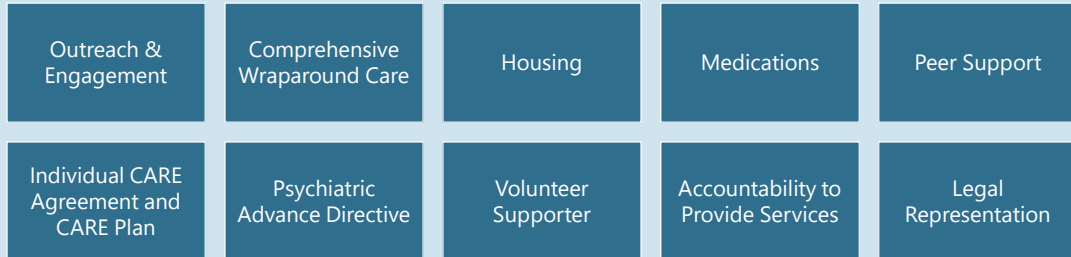 Outreach &
Engagement
Comprehensive
Wraparound Care
Housing
Medications
Peer Support
Individual CARE
Agreement and
CARE Plan
Psychiatric
Advance Directive
Volunteer
Supporter
Accountability to
Provide Services
Legal
Representation